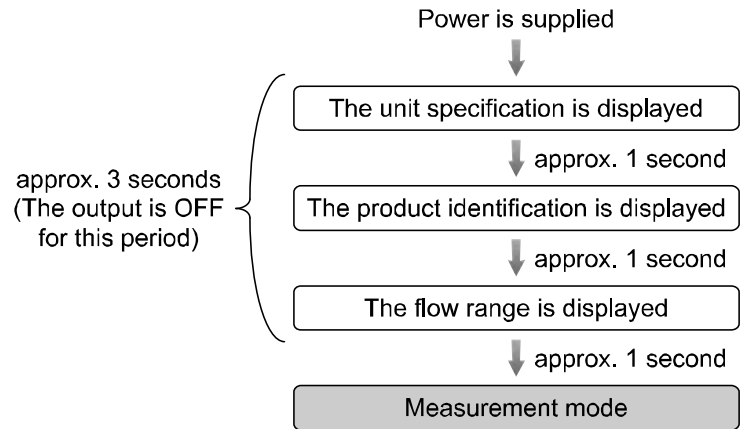 Power is supplied
The unit specification is displayed
approx. 1 second
approx. 3 seconds
(The output is OFF
for this period)
The product identification is displayed
approx. 1 second
The flow range is displayed
approx. 1 second
Measurement mode